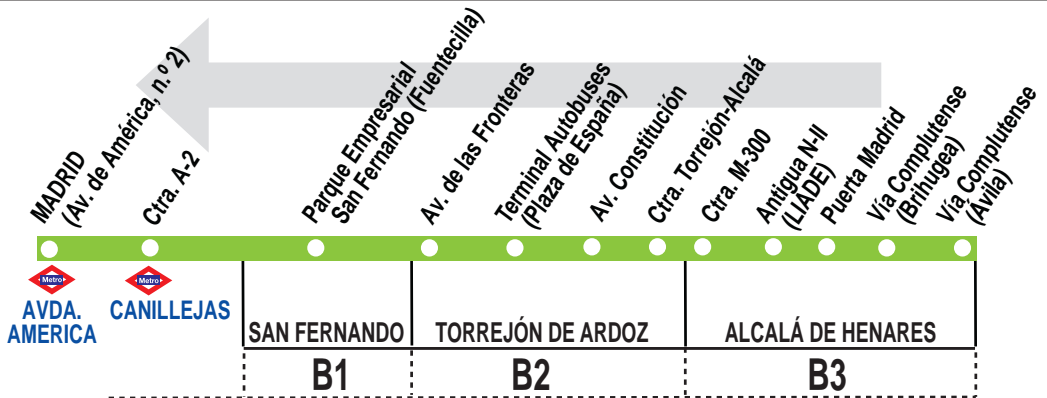 MADRID
(Av. de América, n.º 2)
Ctra. A-2
Parque Empresarial
San Fernando (Fuentecilla)
Av. de las Fronteras
Terminal Autobuses
(Plaza de España)
Av. Constitución
Ctra. Torrejón-Alcalá
Ctra. M-300
Antigua N-II
(LIADE)
Puerta Madrid
Vía Complutense
(Brihugea)
Vía Complutense
(Ávila)
Metro
Metro
AVDA.
AMERICA
CANILLEJAS
SAN FERNANDO
TORREJÓN DE ARDOZ
ALCALÁ DE HENARES
B1
B2
B3